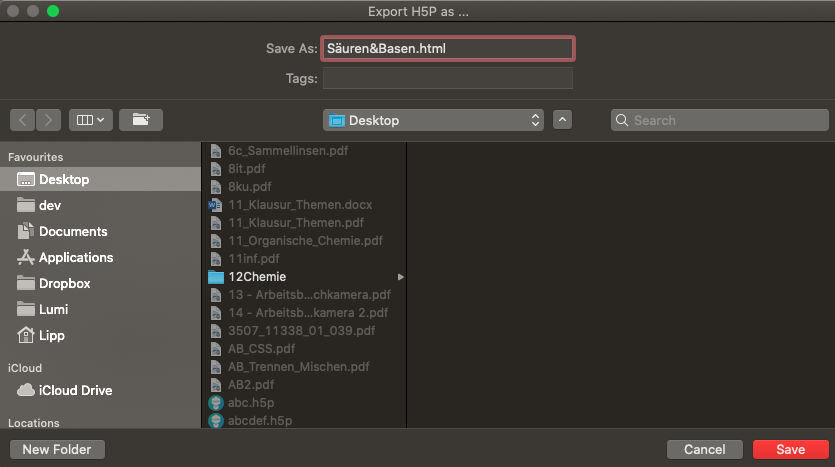 Export H5P as ...
Save As: Säuren&Basen.html
Tags:
Desktop
Search
Favourites
Desktop
dev
Documents
Applications
Dropbox
Lumi
Lipp
iCloud
iCloud Drive
Locations
6c_Sammellinsen.pdf
8it.pdf
8ku.pdf
11_Klausur_Themen.docx
11_Klausur_Themen.pdf
11_Organische_Chemie.pdf
11inf.pdf
12Chemie
13 - Arbeitsb...chkamera.pdf
14 - Arbeitsb...kamera 2.pdf
3507_11338_01_039.pdf
AB_CSS.pdf
AB_Trennen_Mischen.pdf
AB2.pdf
abc.h5p
abcdef.h5p
New Folder
Cancel
Save